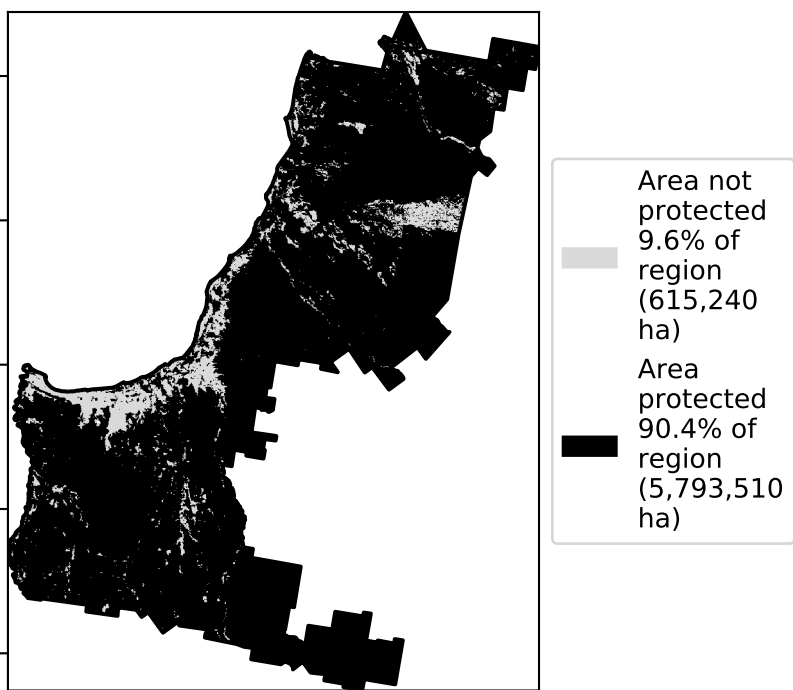 Area not
protected
9.6% of
region
(615,240
ha)
Area
protected
90.4% of
region
(5,793,510
ha)